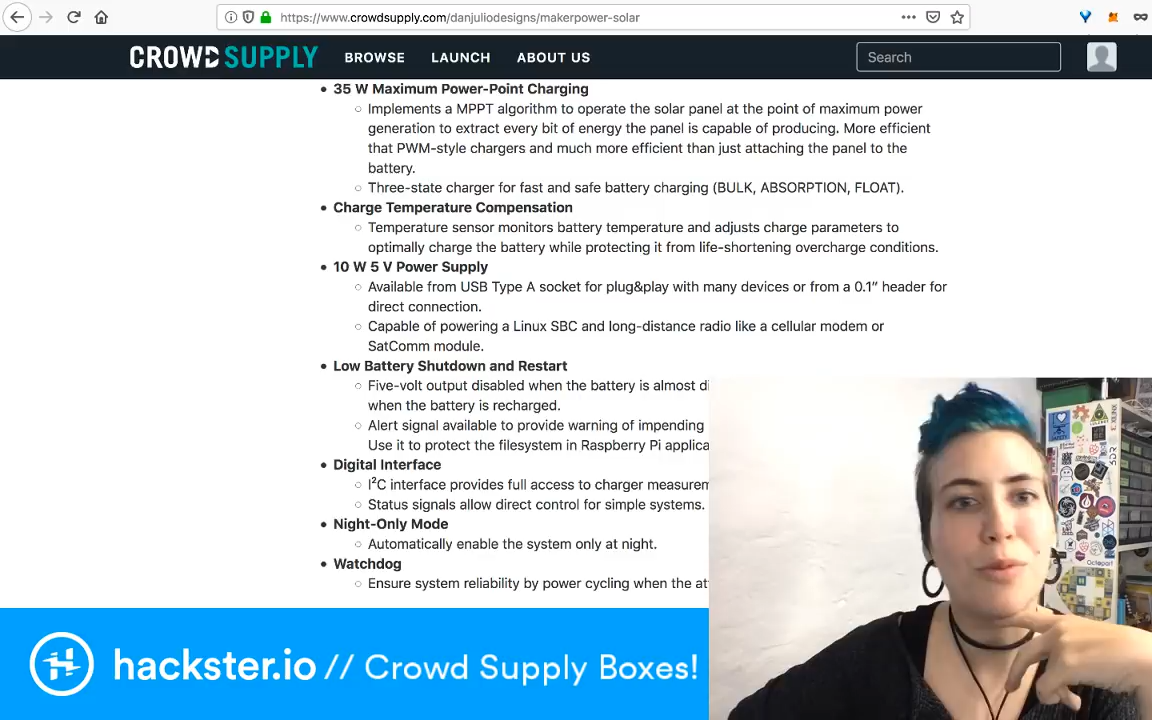 https://www.crowdsupply.com/danjuliodesigns/makerpower-solar
CROWD SUPPLY BROWSE LAUNCH ABOUT US Search
• 35 W Maximum Power-Point Charging
Implements a MPPT algorithm to operate the solar panel at the point of maximum power
generation to extract every bit of energy the panel is capable of producing. More efficient
that PWM-style chargers and much more efficient than just attaching the panel to the
battery.
Three-state charger for fast and safe battery charging (BULK, ABSORPTION, FLOAT).
• Charge Temperature Compensation
Temperature sensor monitors battery temperature and adjusts charge parameters to
optimally charge the battery while protecting it from life-shortening overcharge conditions.
• 10 W 5 V Power Supply
Available from USB Type A socket for plug&play with many devices or from a 0.1” header for
direct connection.
Capable of powering a Linux SBC and long-distance radio like a cellular modem or
SatComm module.
• Low Battery Shutdown and Restart
Five-volt output disabled when the battery is almost di
when the battery is recharged.
Alert signal available to provide warning of impending
Use it to protect the filesystem in Raspberry Pi applica
• Digital Interface
I²C interface provides full access to charger measurem
Status signals allow direct control for simple systems.
• Night-Only Mode
Automatically enable the system only at night.
• Watchdog
Ensure system reliability by power cycling when the at
hackster.io // Crowd Supply Boxes!